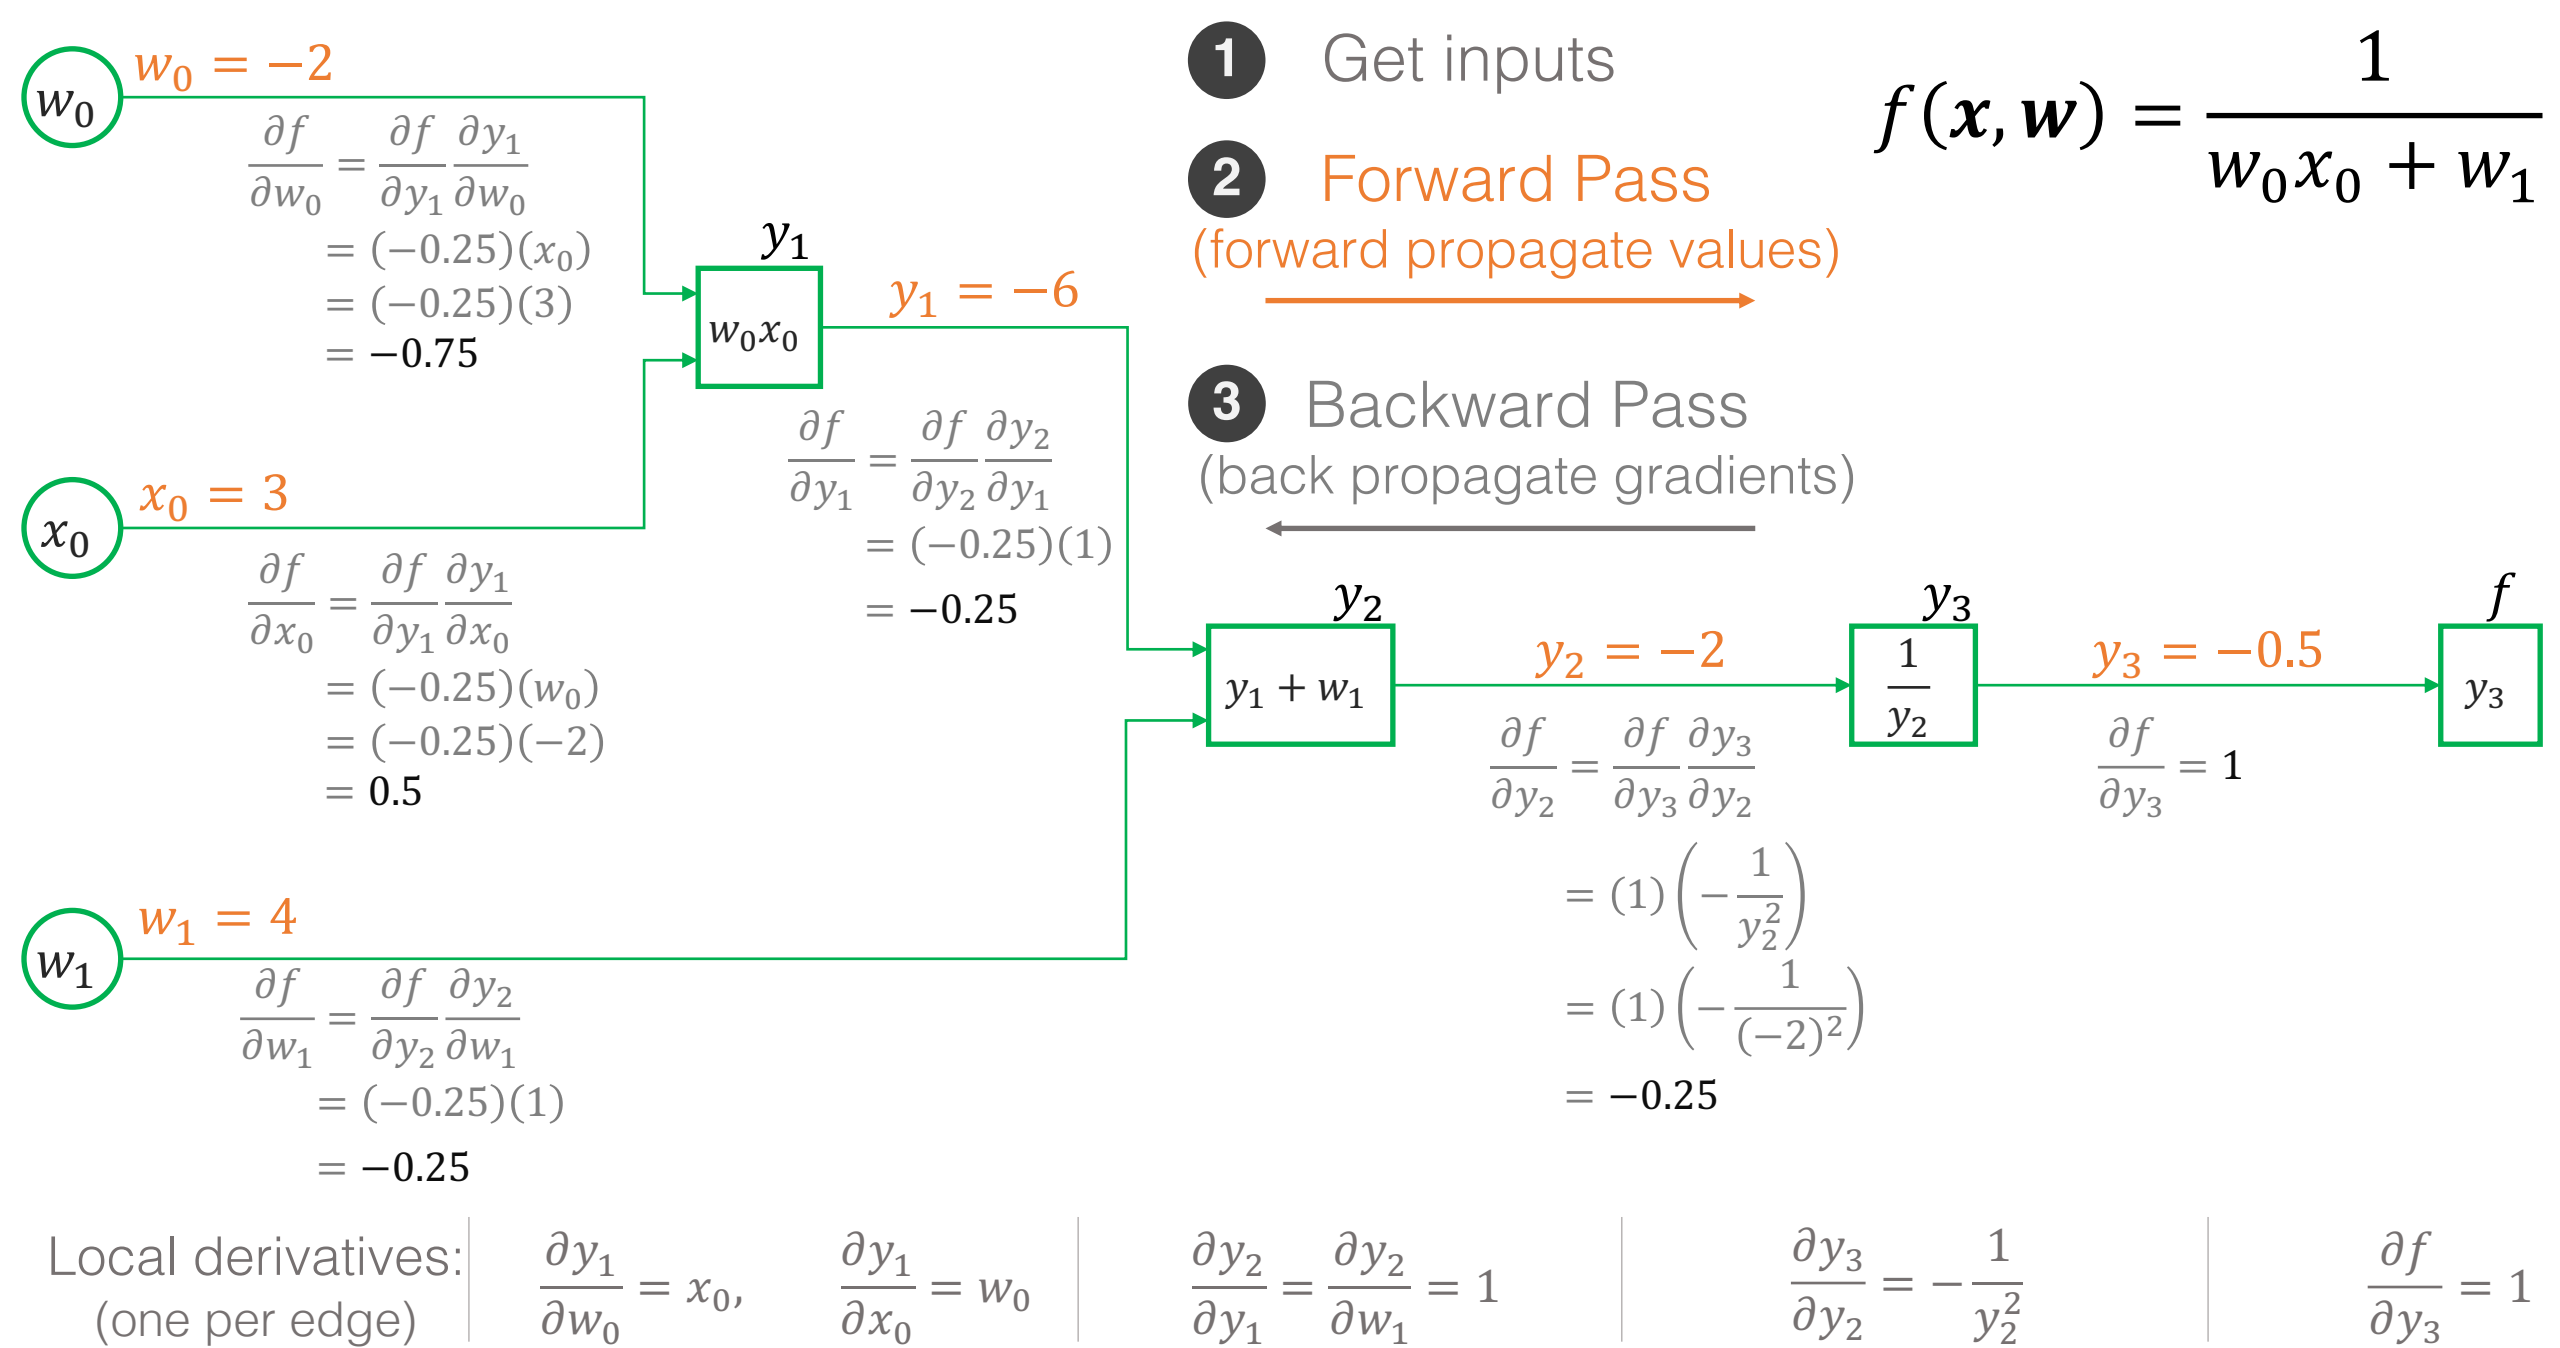 1 Get inputs
2 Forward Pass
(forward propagate values)
3 Backward Pass
(back propagate gradients)
f(x, w) = 1 / (w₀x₀ + w₁)
w₀
w₀ = −2
∂f/∂w₀ = ∂f/∂y₁ ∂y₁/∂w₀
= (−0.25)(x₀)
= (−0.25)(3)
= −0.75
x₀
x₀ = 3
∂f/∂x₀ = ∂f/∂y₁ ∂y₁/∂x₀
= (−0.25)(w₀)
= (−0.25)(−2)
= 0.5
w₁
w₁ = 4
∂f/∂w₁ = ∂f/∂y₂ ∂y₂/∂w₁
= (−0.25)(1)
= −0.25
y₁
w₀x₀
y₁ = −6
∂f/∂y₁ = ∂f/∂y₂ ∂y₂/∂y₁
= (−0.25)(1)
= −0.25
y₂
y₁ + w₁
y₂ = −2
∂f/∂y₂ = ∂f/∂y₃ ∂y₃/∂y₂
= (1)(−1/y₂²)
= (1)(−1/(−2)²)
= −0.25
y₃
1/y₂
y₃ = −0.5
∂f/∂y₃ = 1
f
y₃
Local derivatives:
(one per edge)
∂y₁/∂w₀ = x₀, ∂y₁/∂x₀ = w₀
∂y₂/∂y₁ = ∂y₂/∂w₁ = 1
∂y₃/∂y₂ = −1/y₂²
∂f/∂y₃ = 1